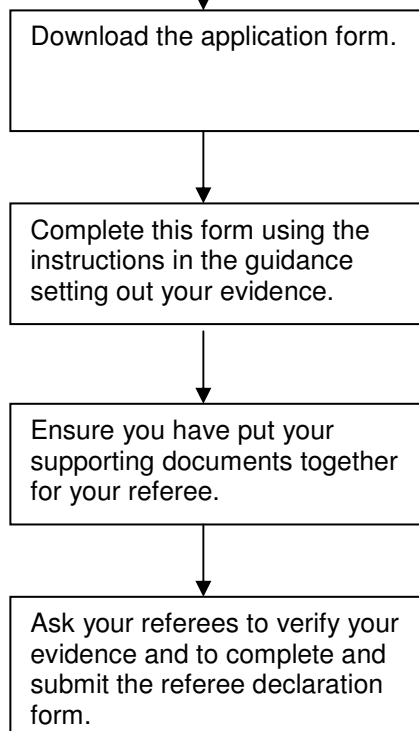 Download the application form.
Complete this form using the
instructions in the guidance
setting out your evidence.
Ensure you have put your
supporting documents together
for your referee.
Ask your referees to verify your
evidence and to complete and
submit the referee declaration
form.